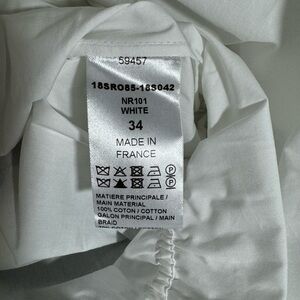 59457
18SRO85-18S042
NR101
WHITE
34
MADE IN
FRANCE
MATIERE PRINCIPALE /
MAIN MATERIAL
100% COTON / COTTON
GALON PRINCIPAL / MAIN
BRAID